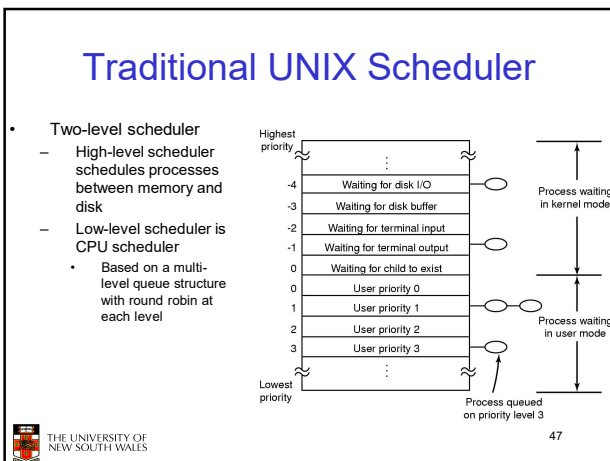 Traditional UNIX Scheduler
• Two-level scheduler
– High-level scheduler
schedules processes
between memory and
disk
– Low-level scheduler is
CPU scheduler
• Based on a multi-
level queue structure
with round robin at
each level
Highest
priority
-4 Waiting for disk I/O
-3 Waiting for disk buffer
-2 Waiting for terminal input
-1 Waiting for terminal output
0 Waiting for child to exist
0 User priority 0
1 User priority 1
2 User priority 2
3 User priority 3
Lowest
priority
Process waiting
in kernel mode
Process waiting
in user mode
Process queued
on priority level 3
THE UNIVERSITY OF
NEW SOUTH WALES
47